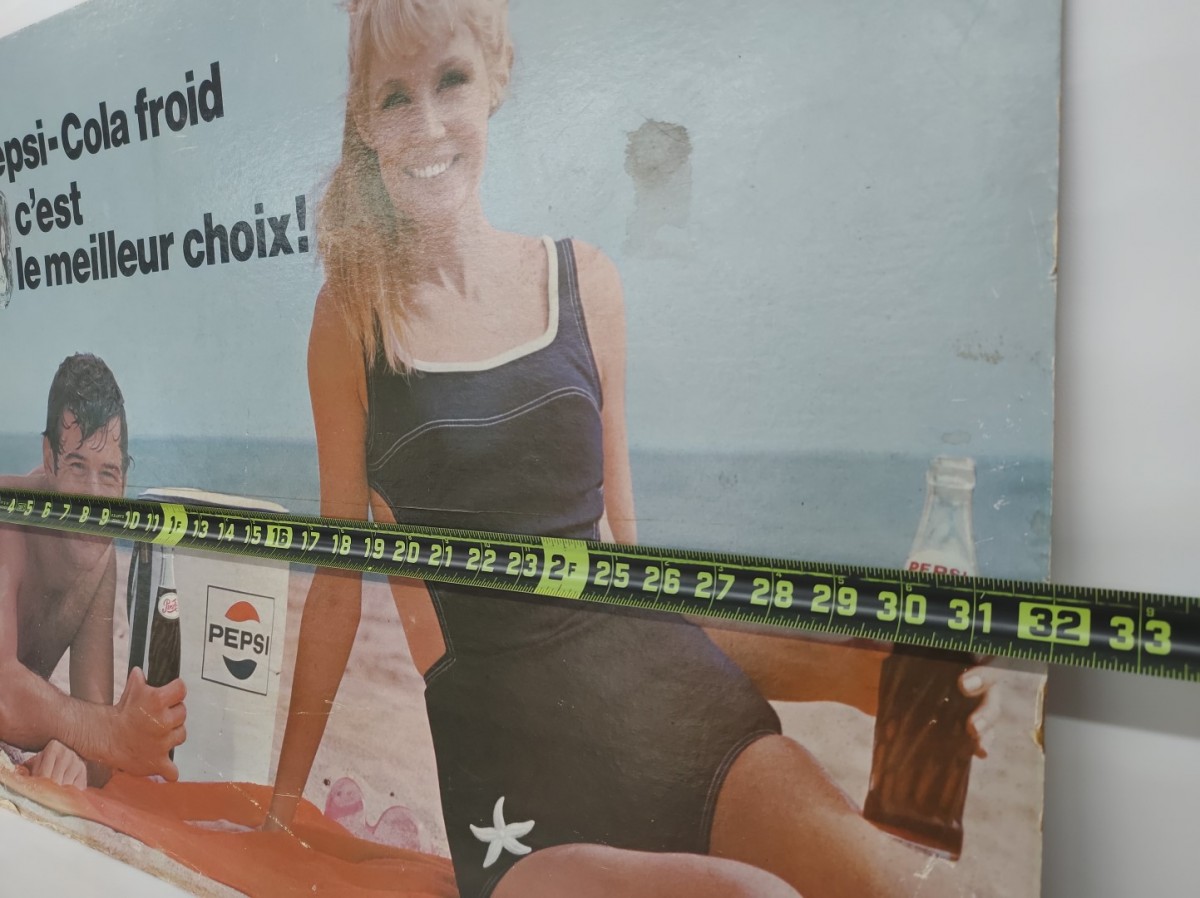 epsi-Cola froid
c'est
le meilleur choix!
4 5 6 7 8 9 10 11 1F 13 14 15 16 17 18 19 20 21 22 23 2F 25 26 27 28 29 30 31 32 33
PEPSI
PEPSI